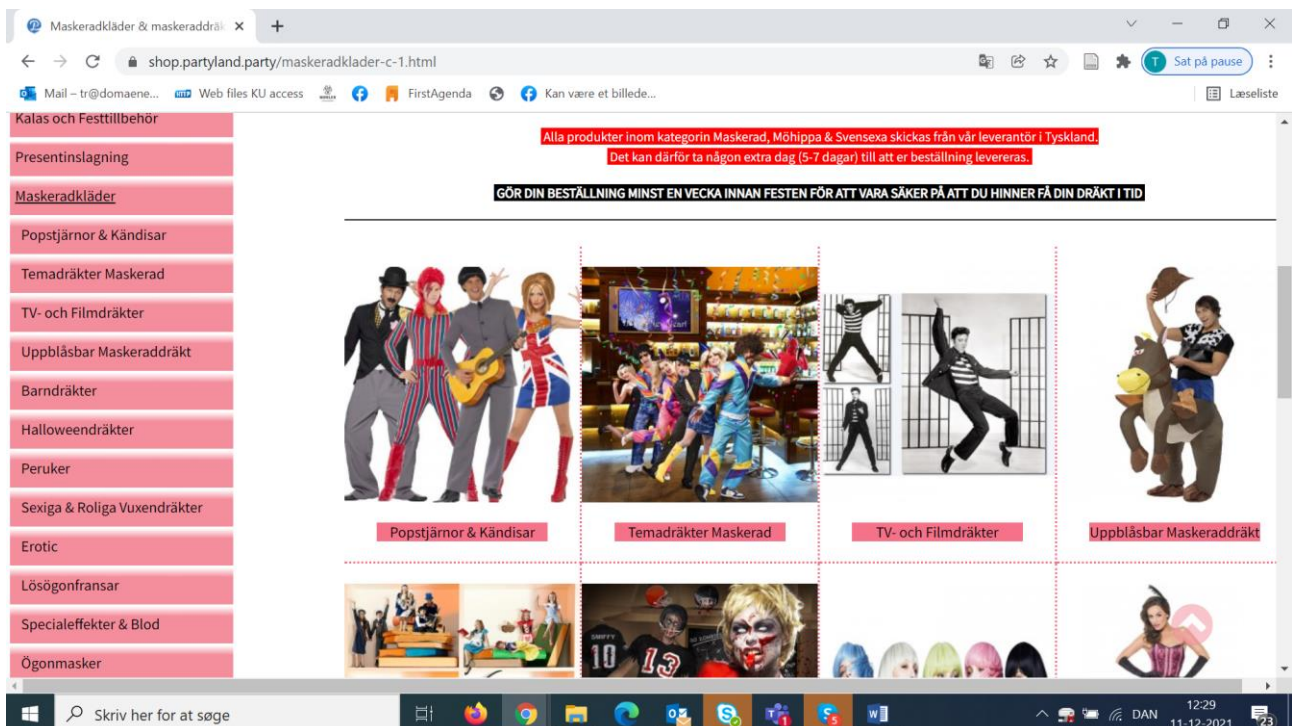 Maskeradkläder & maskeraddräk
shop.partyland.party/maskeradklader-c-1.html
T Sat på pause
Mail – tr@domaene...
Web files KU access
FirstAgenda
Kan være et billede...
Læseliste
Kalas och Festtillbehör
Presentinslagning
Maskeradkläder
Popstjärnor & Kändisar
Temadräkter Maskerad
TV- och Filmdräkter
Uppblåsbar Maskeraddräkt
Barndräkter
Halloweendräkter
Peruker
Sexiga & Roliga Vuxendräkter
Erotic
Lösögonfransar
Specialeffekter & Blod
Ögonmasker
Alla produkter inom kategorin Maskerad, Möhippa & Svensexa skickas från vår leverantör i Tyskland.
Det kan därför ta någon extra dag (5-7 dagar) till att er beställning levereras.
GÖR DIN BESTÄLLNING MINST EN VECKA INNAN FESTEN FÖR ATT VARA SÄKER PÅ ATT DU HINNER FÅ DIN DRÄKT I TID
Popstjärnor & Kändisar
Temadräkter Maskerad
TV- och Filmdräkter
Uppblåsbar Maskeraddräkt
10
13
Skriv her for at søge
DAN
12:29
11-12-2021
23